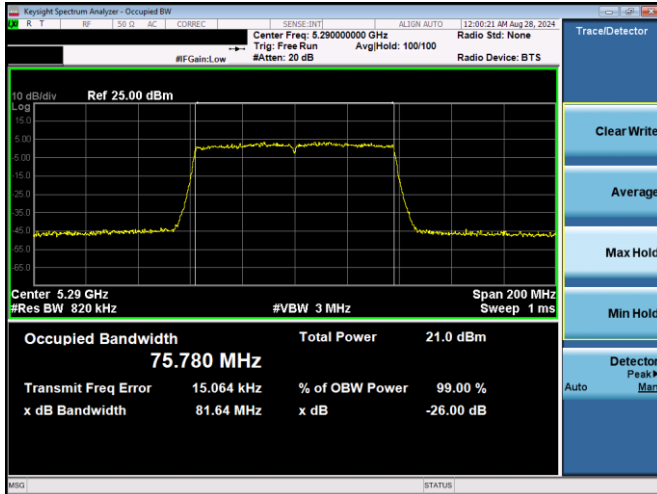 Keysight Spectrum Analyzer - Occupied BW
R T RF 50 Ω AC CORREC SENSE:INT ALIGN AUTO 12:00:21 AM Aug 28, 2024
Center Freq: 5.290000000 GHz Radio Std: None
Trig: Free Run Avg|Hold: 100/100
#IFGain:Low #Atten: 20 dB Radio Device: BTS
Trace/Detector
10 dB/div Ref 25.00 dBm
Log
15.0
5.00
-5.00
-15.0
-25.0
-35.0
-45.0
-55.0
-65.0
Center 5.29 GHz Span 200 MHz
#Res BW 820 kHz #VBW 3 MHz Sweep 1 ms
Occupied Bandwidth Total Power 21.0 dBm
75.780 MHz
Transmit Freq Error 15.064 kHz % of OBW Power 99.00 %
x dB Bandwidth 81.64 MHz x dB -26.00 dB
Clear Write
Average
Max Hold
Min Hold
Detector
Peak▶
Auto Man
MSG STATUS